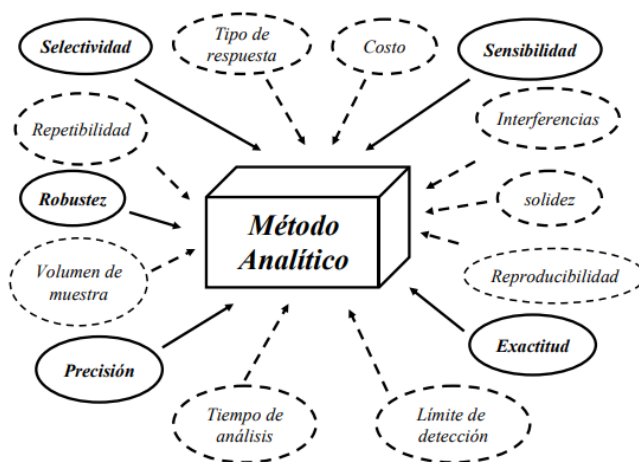 Selectividad
Tipo de
respuesta
Costo
Sensibilidad
Repetibilidad
Interferencias
Robustez
Método
Analítico
solidez
Volumen de
muestra
Reproducibilidad
Precisión
Exactitud
Tiempo de
análisis
Límite de
detección